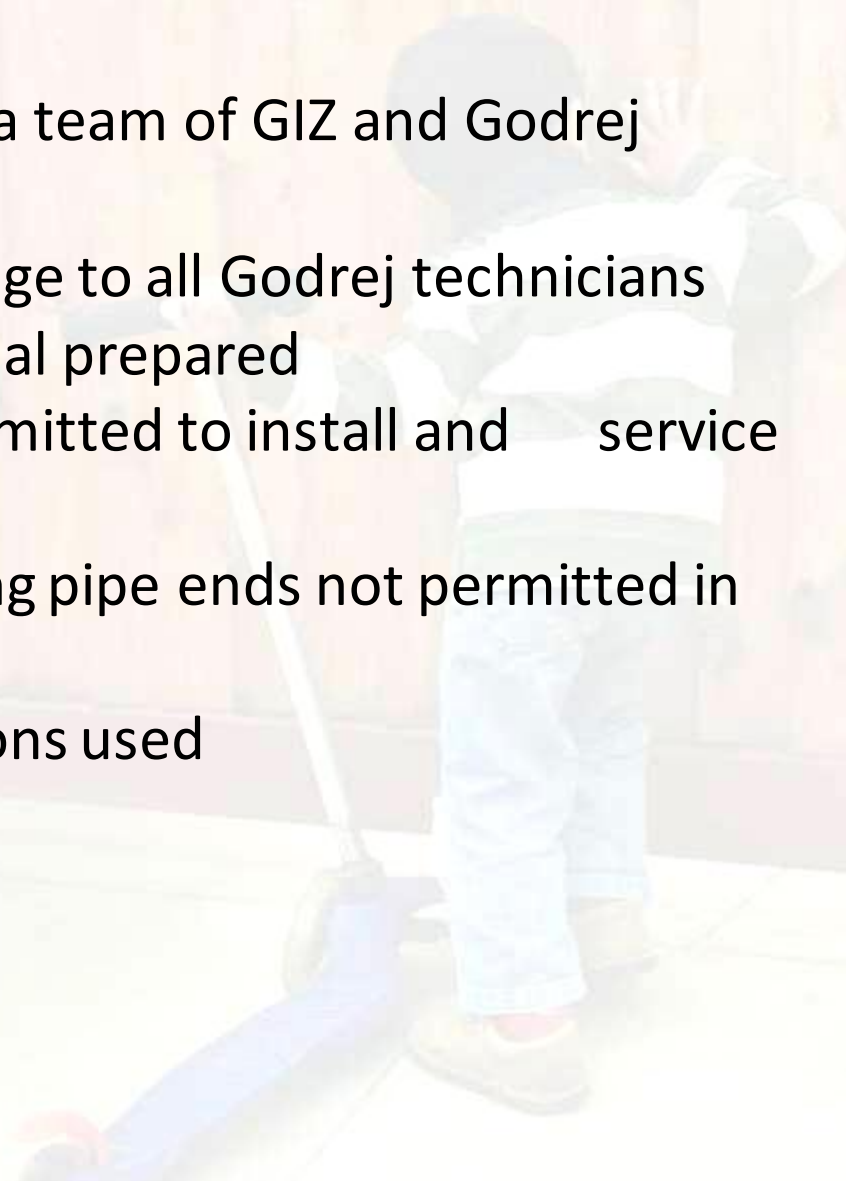 a team of GIZ and Godrej
ge to all Godrej technicians
al prepared
mitted to install and service
g pipe ends not permitted in
ons used